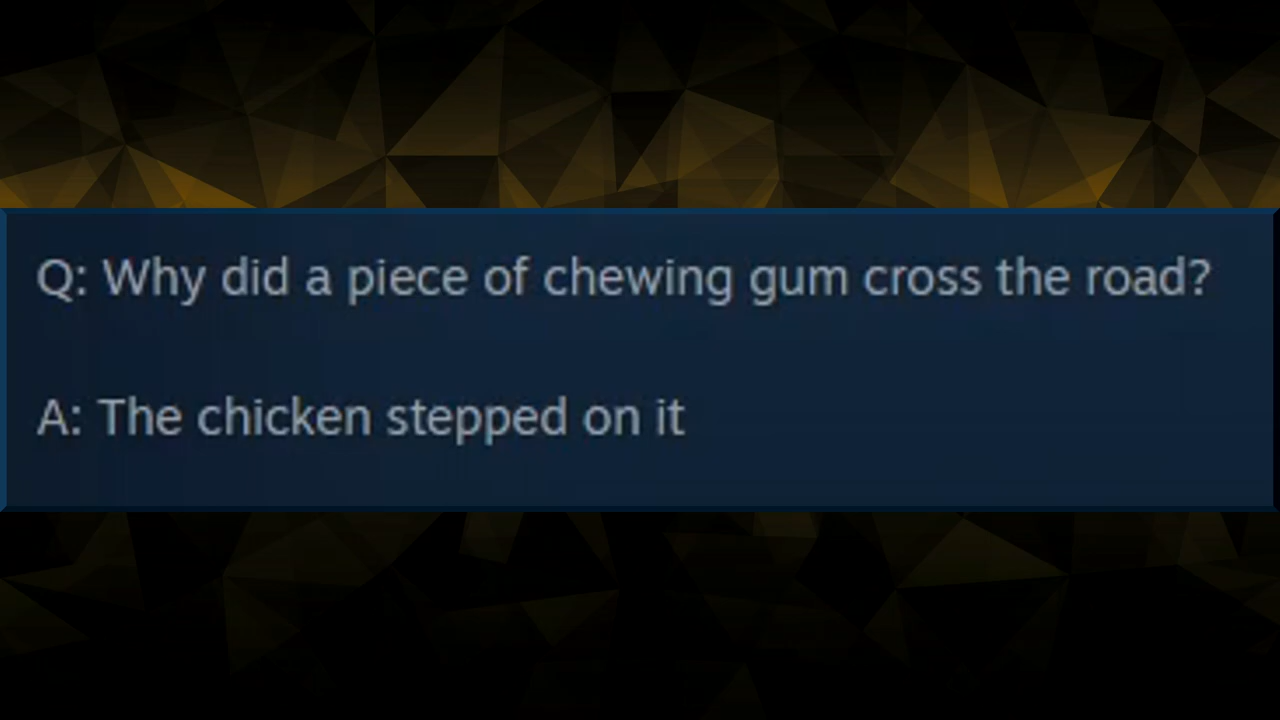 Q: Why did a piece of chewing gum cross the road?
A: The chicken stepped on it